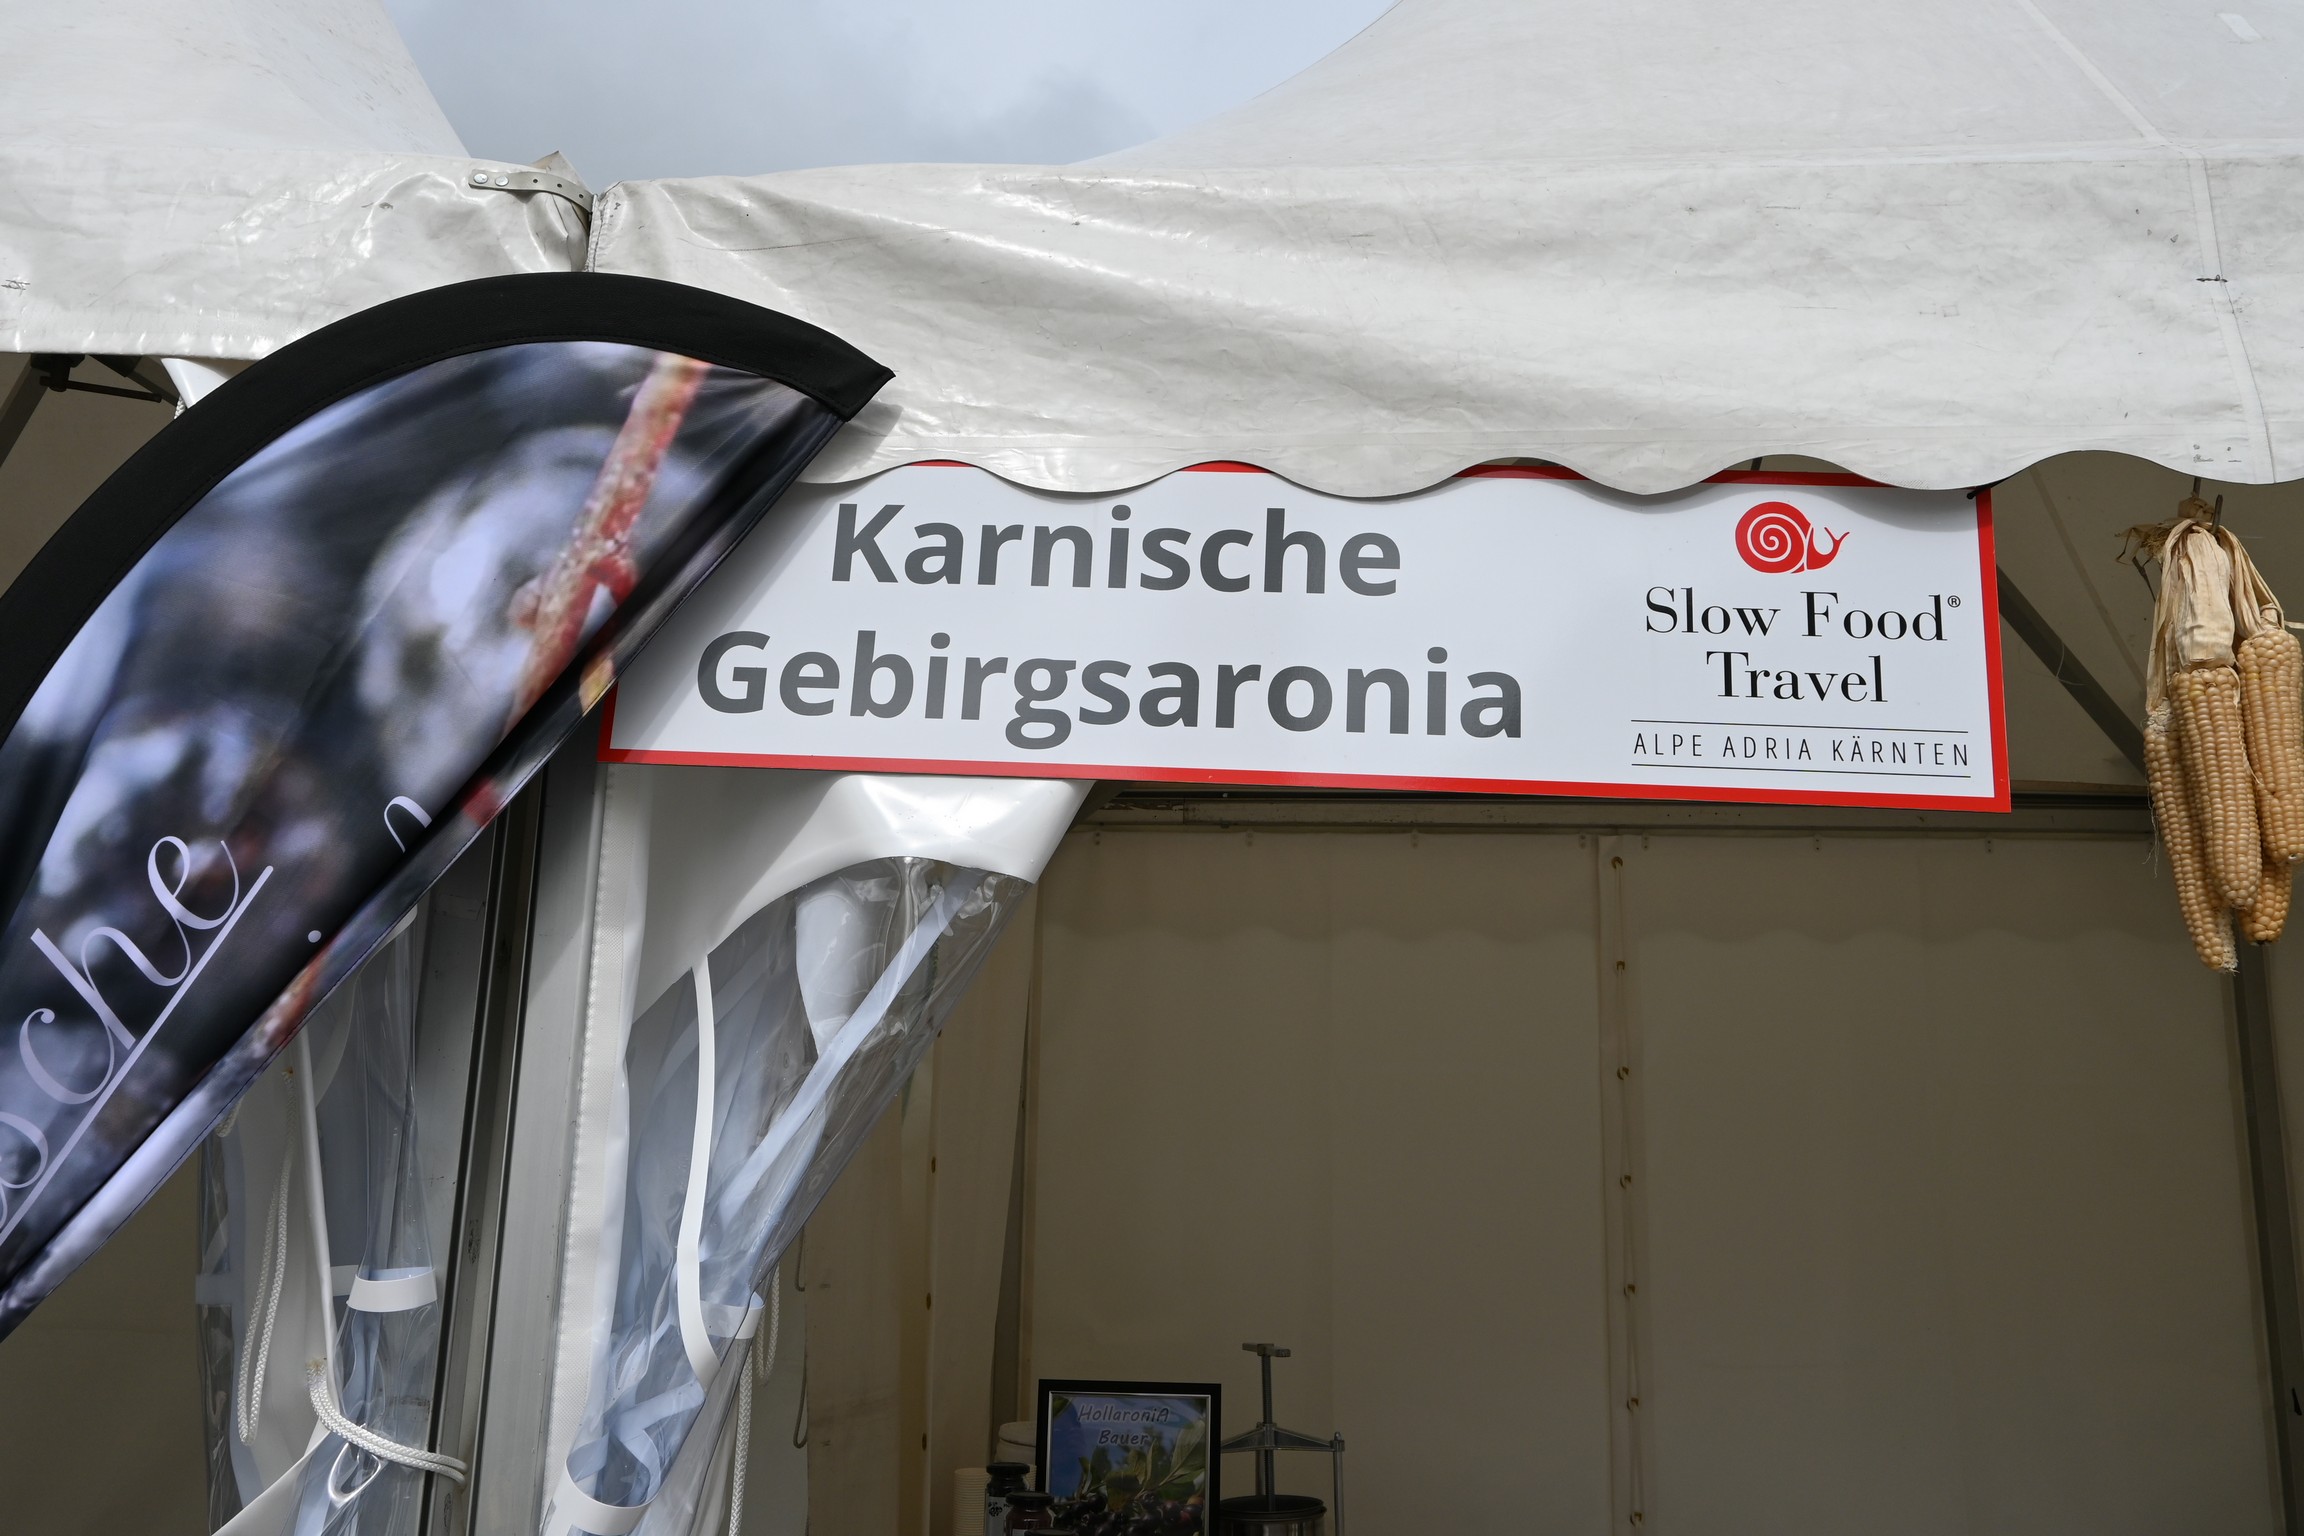 Karnische
Gebirgsaronia
Slow Food®
Travel
ALPE ADRIA KÄRNTEN
HollaroniA
Bauer